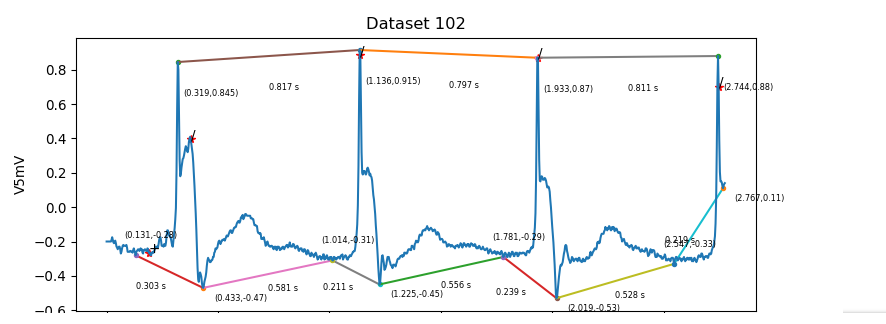 Dataset 102
V5mV
0.8
0.6
0.4
0.2
0.0
−0.2
−0.4
−0.6
(0.319,0.845)
0.817 s
(1.136,0.915)
0.797 s
(1.933,0.87)
0.811 s
(2.744,0.88)
(0.131,-0.28)
(1.014,-0.31)
(1.781,-0.29)
0.219 s
(2.547,-0.33)
(2.767,0.11)
0.303 s
(0.433,-0.47)
0.581 s
0.211 s
(1.225,-0.45)
0.556 s
0.239 s
(2.019,-0.53)
0.528 s